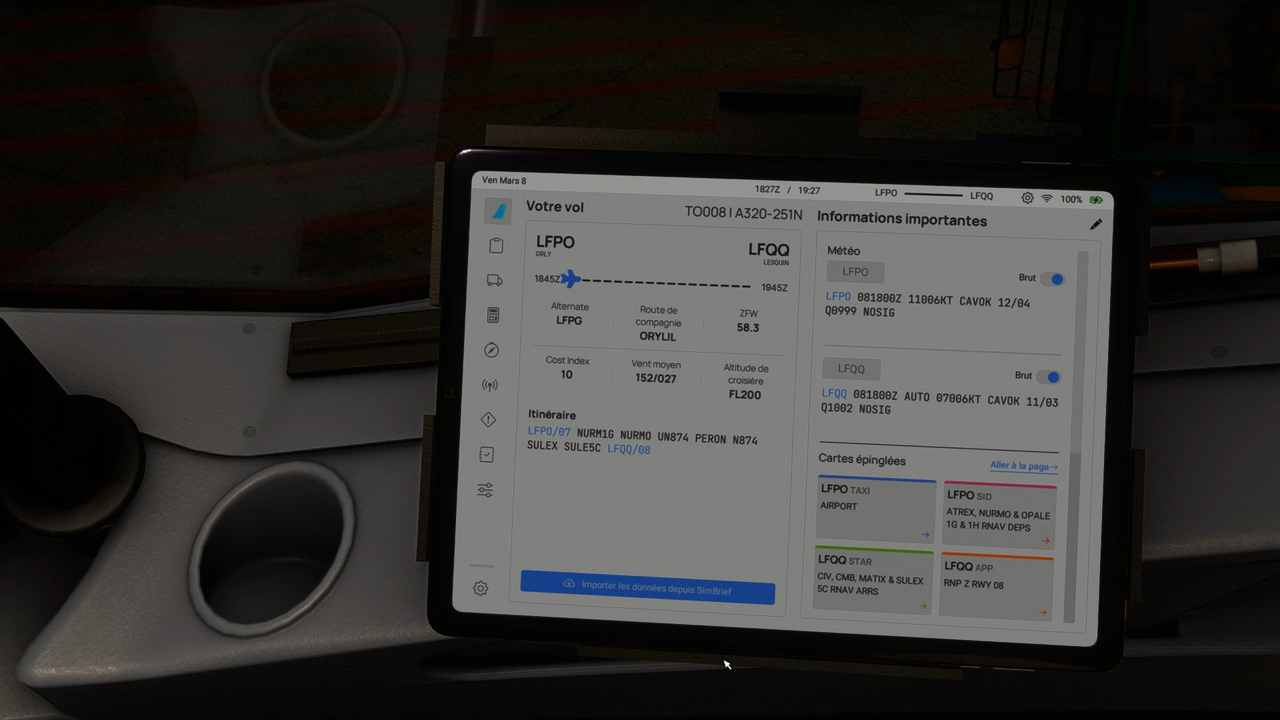 Ven Mars 8
1827Z / 19:27
LFPO LFQQ
100%
Votre vol
TO008 | A320-251N
LFPO LFQQ
ORLY LESQUIN
1845Z 1945Z
Alternate
LFPG
Route de
compagnie
ORYLIL
ZFW
58.3
Cost Index
10
Vent moyen
152/027
Altitude de
croisière
FL200
Itinéraire
LFPO/07 NURM1G NURMO UN874 PERON N874
SULEX SULE5C LFQQ/08
Importer les données depuis SimBrief
Informations importantes
Météo
LFPO
Brut
LFPO 081800Z 11006KT CAVOK 12/04
Q0999 NOSIG
LFQQ
Brut
LFQQ 081800Z AUTO 07006KT CAVOK 11/03
Q1002 NOSIG
Cartes épinglées
Aller à la page→
LFPO TAXI
AIRPORT
LFPO SID
ATREX, NURMO & OPALE
1G & 1H RNAV DEPS
LFQQ STAR
CIV, CMB, MATIX & SULEX
5C RNAV ARRS
LFQQ APP
RNP Z RWY 08